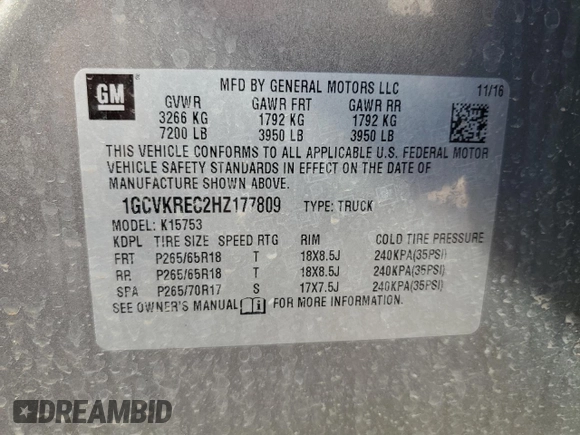 GM
MFD BY GENERAL MOTORS LLC 11/16
GVWR GAWR FRT GAWR RR
3266 KG 1792 KG 1792 KG
7200 LB 3950 LB 3950 LB
THIS VEHICLE CONFORMS TO ALL APPLICABLE U.S. FEDERAL MOTOR
VEHICLE SAFETY STANDARDS IN EFFECT ON THE DATE OF
MANUFACTURE SHOWN ABOVE.
1GCVKREC2HZ177809 TYPE: TRUCK
MODEL: K15753
KDPL TIRE SIZE SPEED RTG RIM COLD TIRE PRESSURE
FRT P265/65R18 T 18X8.5J 240KPA(35PSI)
RR P265/65R18 T 18X8.5J 240KPA(35PSI)
SPA P265/70R17 S 17X7.5J 240KPA(35PSI)
SEE OWNER'S MANUAL FOR MORE INFORMATION.
DREAMBID